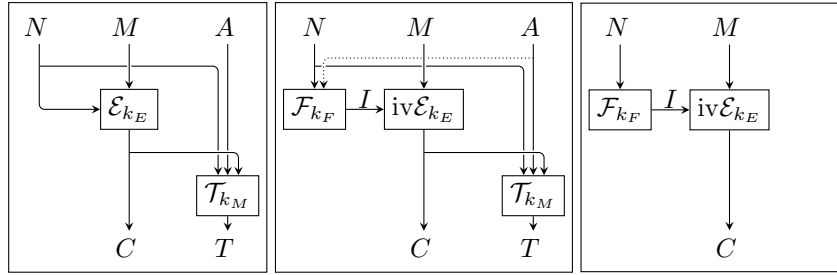 N M A N M A N M
𝓔_{k_E} 𝓕_{k_F} I iv𝓔_{k_E} 𝓕_{k_F} I iv𝓔_{k_E}
𝓣_{k_M} 𝓣_{k_M}
C T C T C